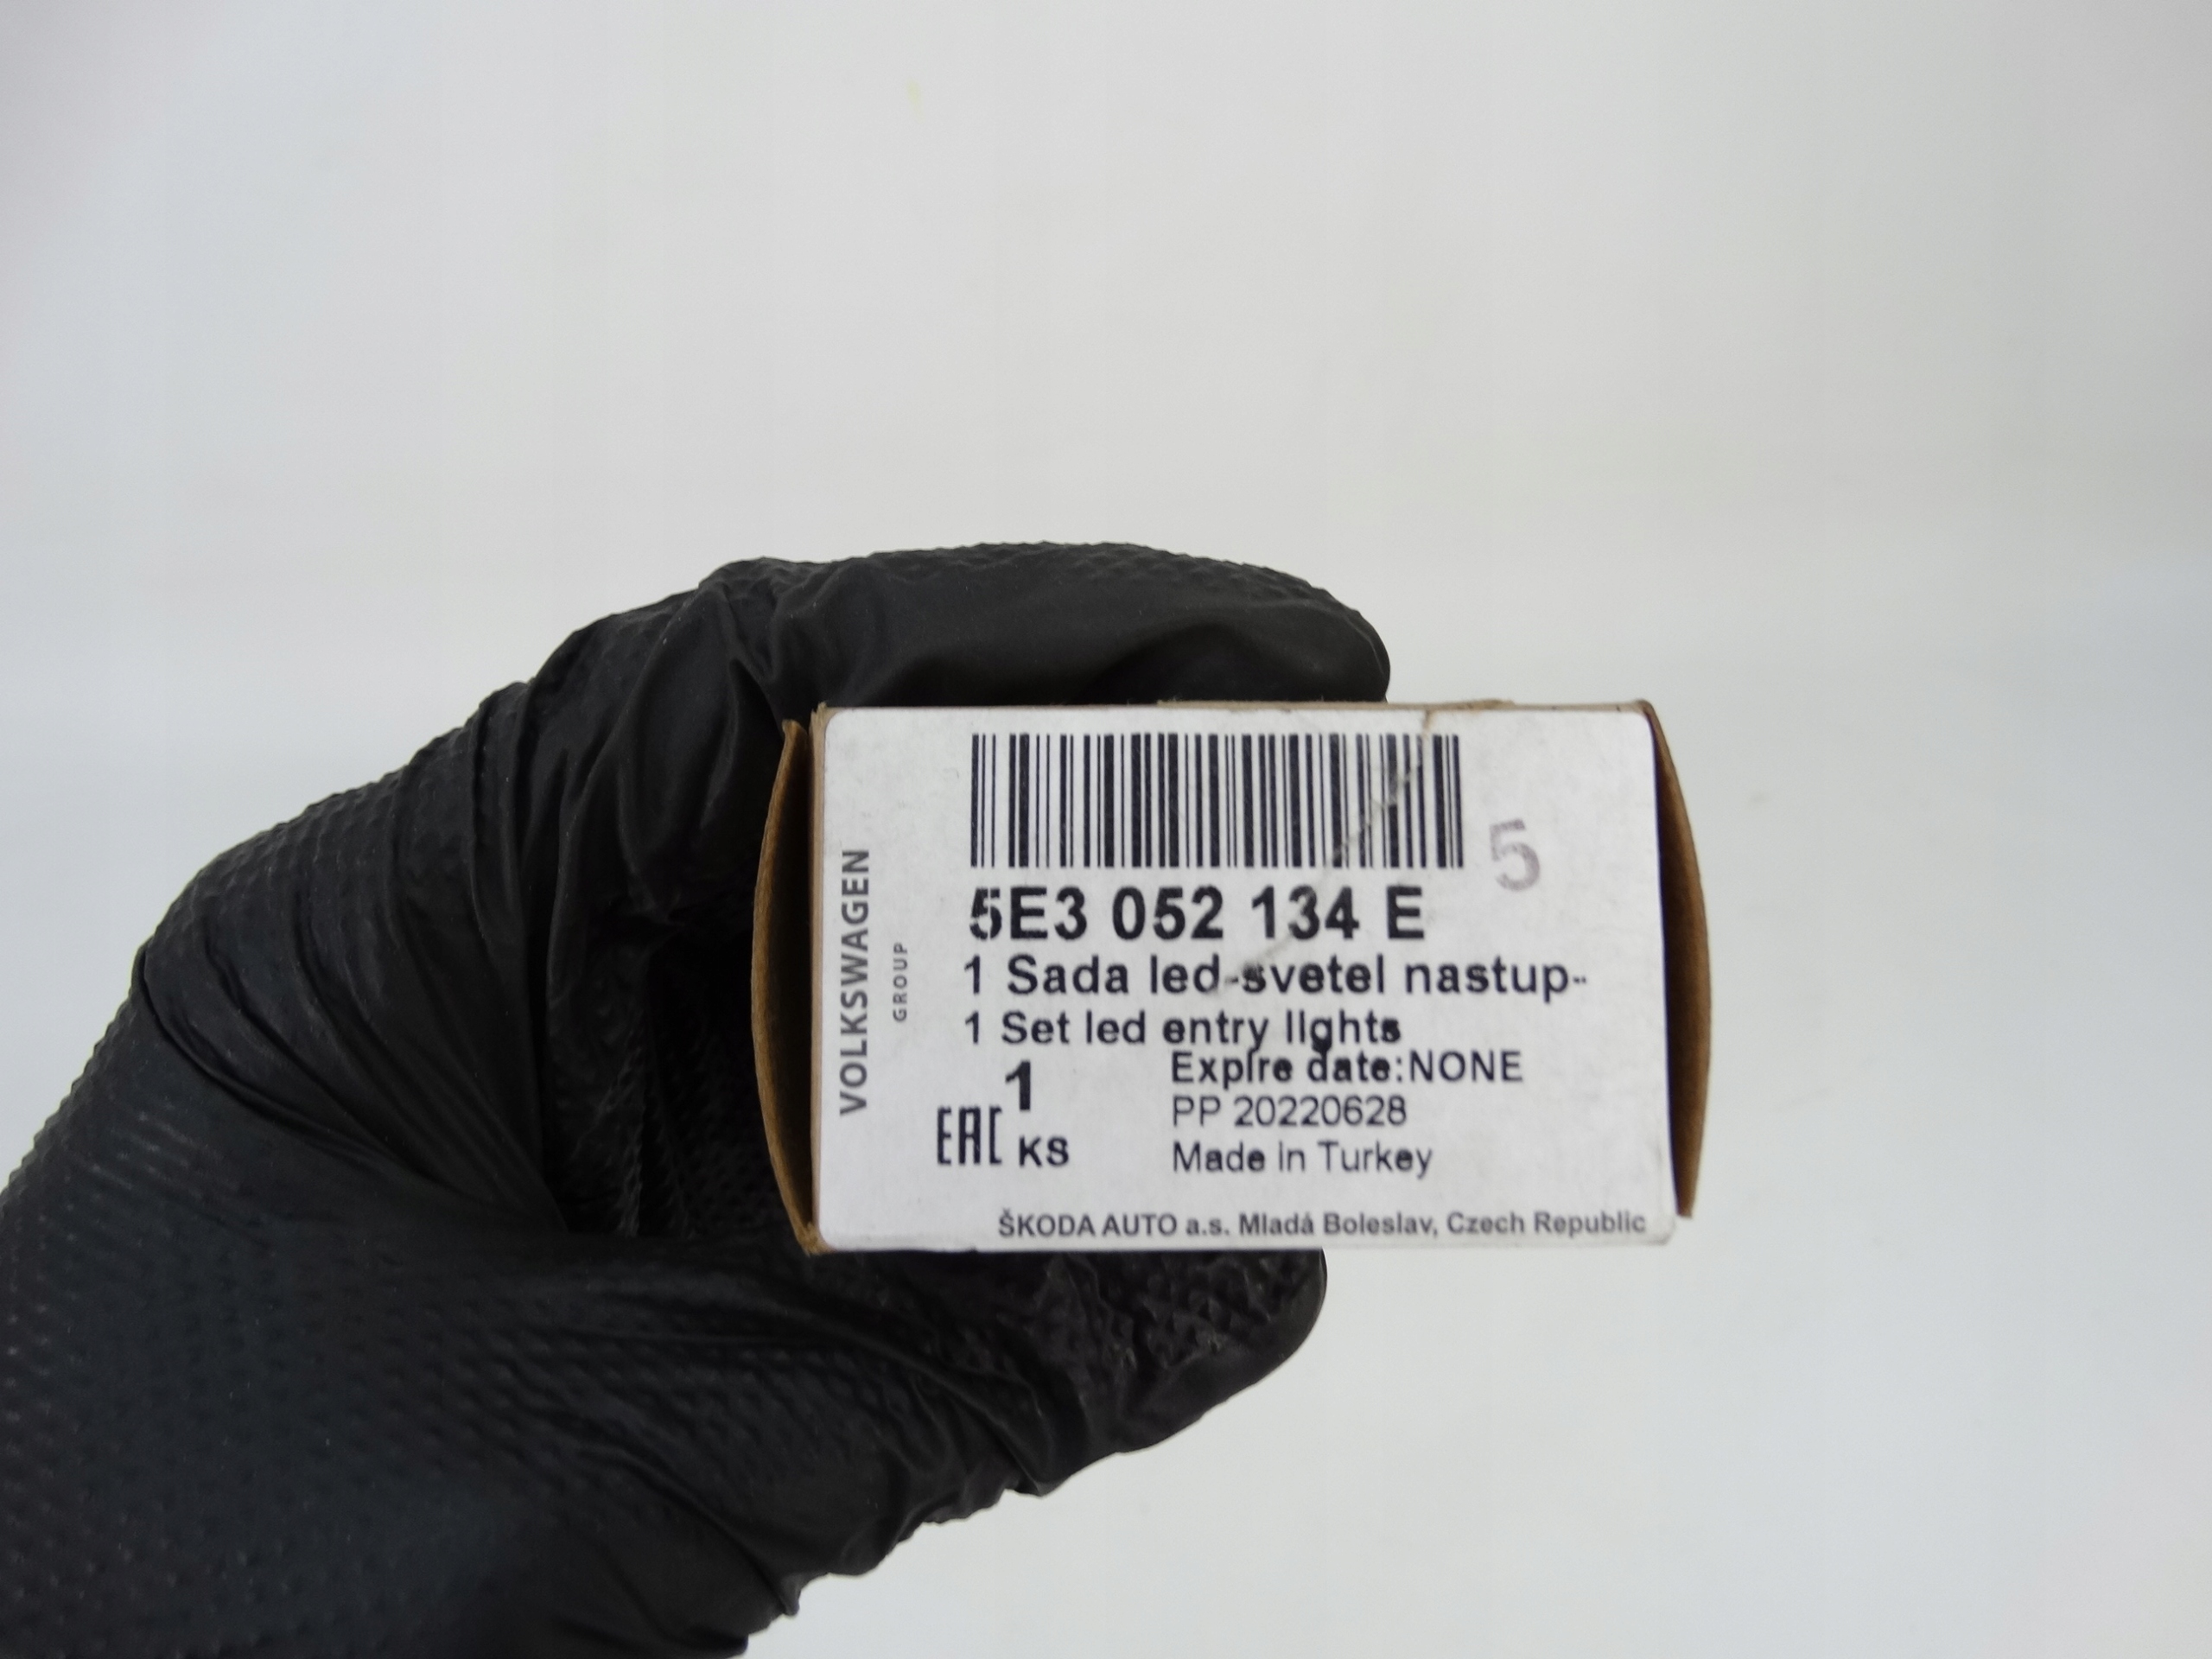 VOLKSWAGEN
GROUP
5
5E3 052 134 E
1 Sada led-svetel nastup-
1 Set led entry lights
1
EAC KS
Expire date:NONE
PP 20220628
Made in Turkey
ŠKODA AUTO a.s. Mladá Boleslav, Czech Republic